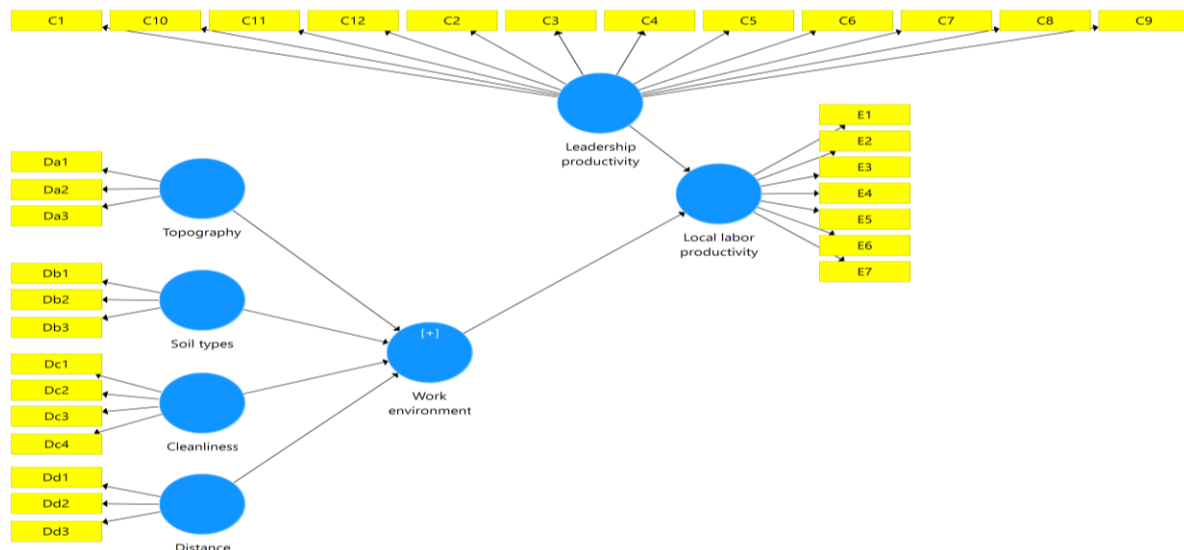 C1 C10 C11 C12 C2 C3 C4 C5 C6 C7 C8 C9
Leadership
productivity
E1
E2
E3
E4
E5
E6
E7
Local labor
productivity
Da1
Da2
Da3
Topography
Db1
Db2
Db3
Soil types
[+]
Work
environment
Dc1
Dc2
Dc3
Dc4
Cleanliness
Dd1
Dd2
Dd3
Distance